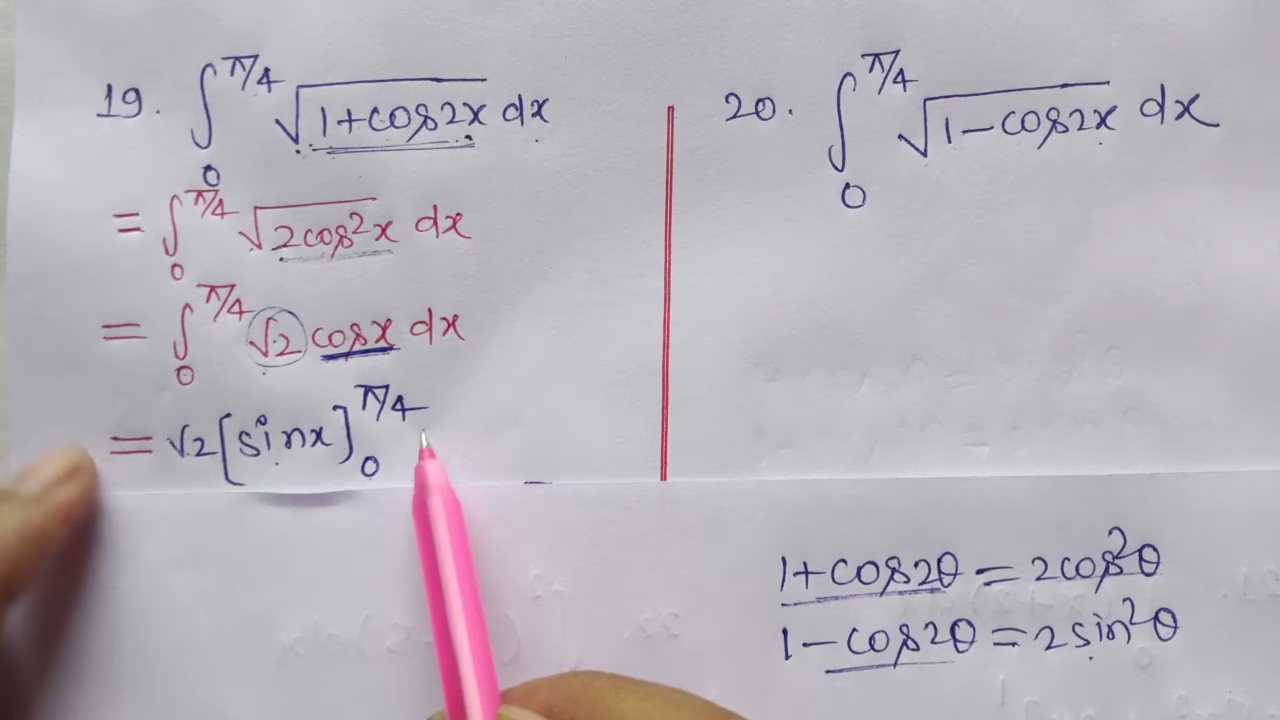 19. ∫₀^π/4 √(1+cos2x) dx
= ∫₀^π/4 √(2cos²x) dx
= ∫₀^π/4 √2 cosx dx
= √2 [sinx]₀^π/4
20. ∫₀^π/4 √(1-cos2x) dx
1+cos2θ = 2cos²θ
1-cos2θ = 2sin²θ